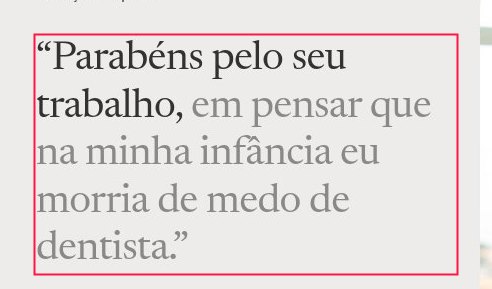 “Parabéns pelo seu
trabalho, em pensar que
na minha infância eu
morria de medo de
dentista.”